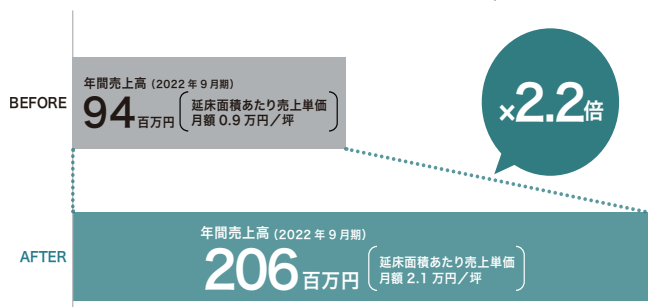 BEFORE
年間売上高（2022年9月期）
94百万円
延床面積あたり売上単価
月額0.9万円／坪
×2.2倍
AFTER
年間売上高（2022年9月期）
206百万円
延床面積あたり売上単価
月額2.1万円／坪